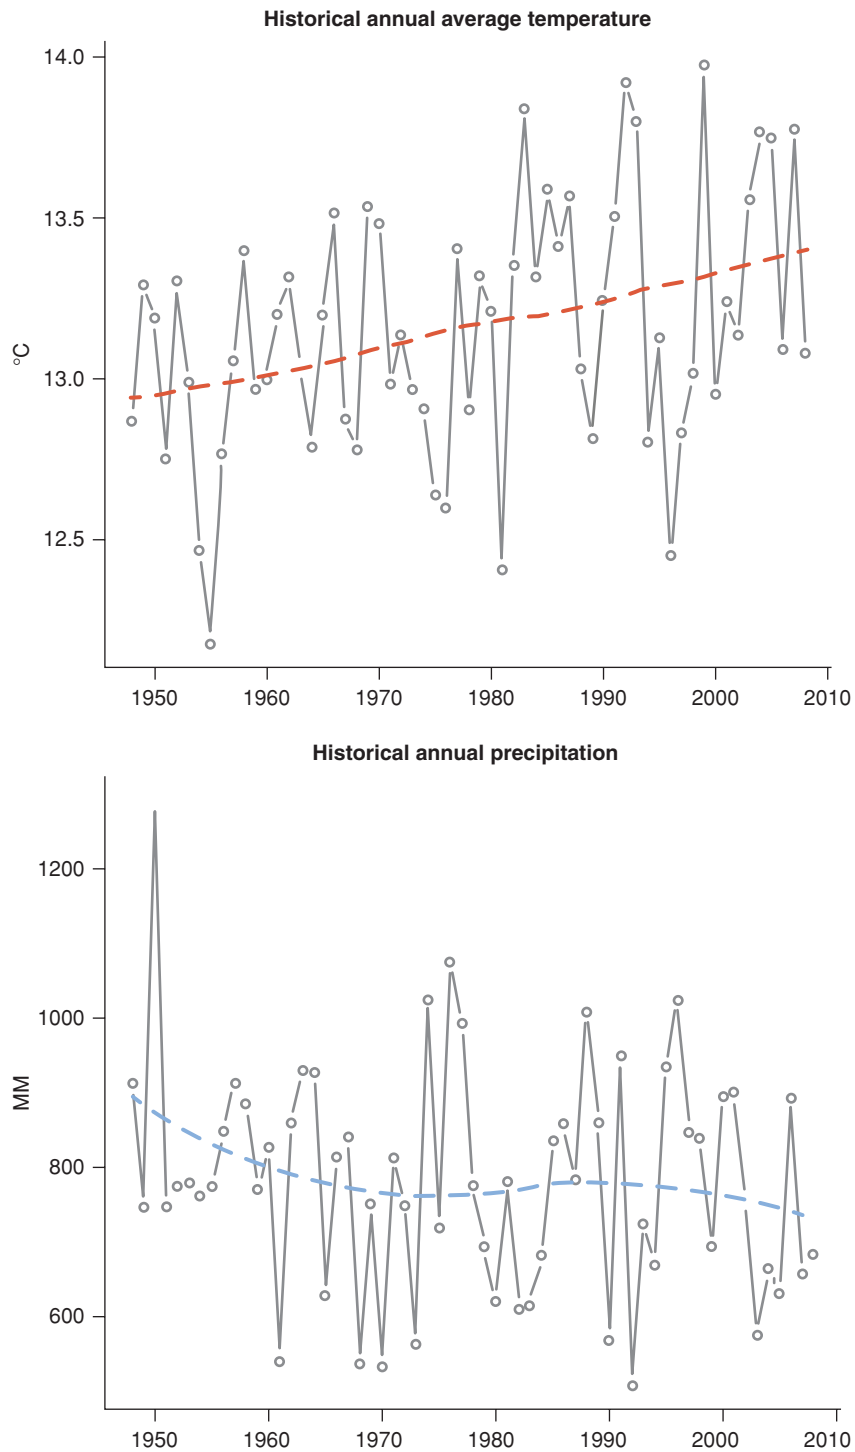 Historical annual average temperature
14.0
13.5
13.0
12.5
°C
1950 1960 1970 1980 1990 2000 2010
Historical annual precipitation
1200
1000
800
600
MM
1950 1960 1970 1980 1990 2000 2010